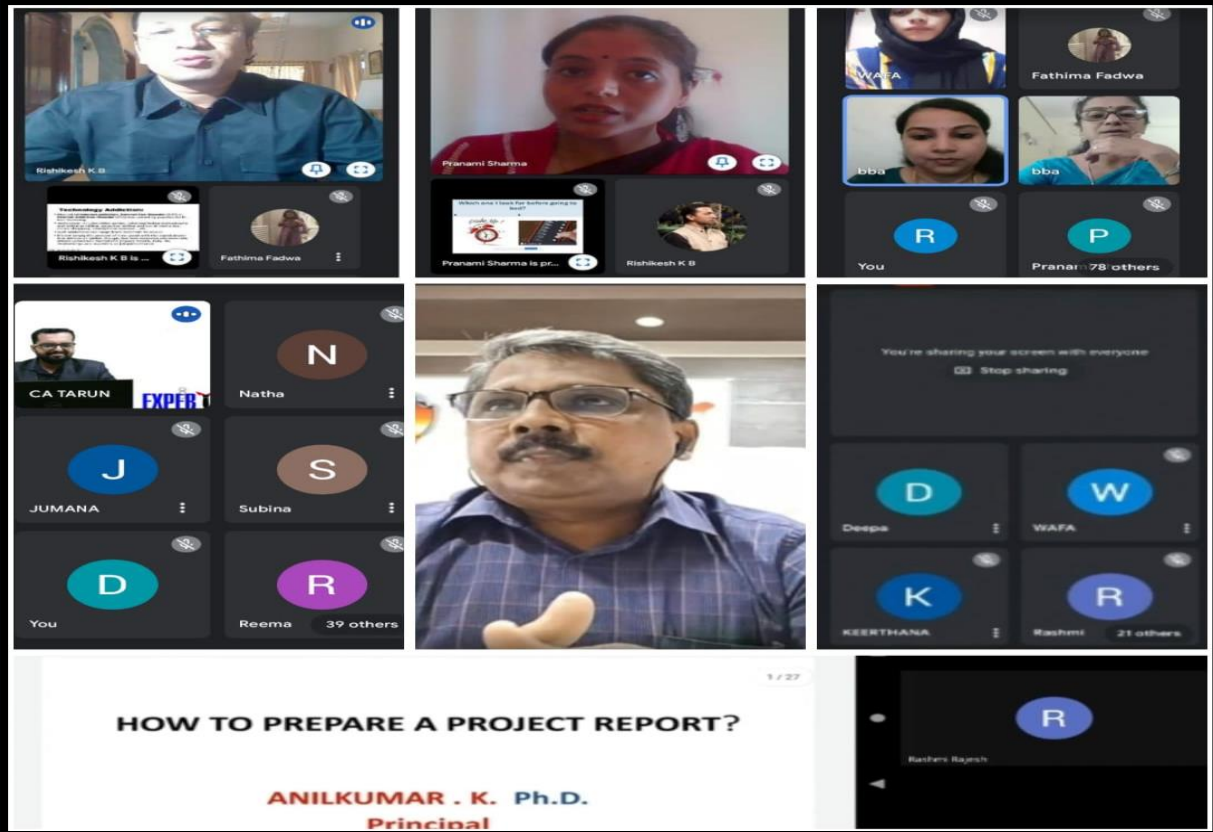 Rishikesh K B
Technology Addiction:
Rishikesh K B is ...
Fathima Fadwa
Pranami Sharma
Which one I look for before going to
bed?
Pranami Sharma is pr...
Rishikesh K B
WAFA
Fathima Fadwa
bba
bba
R
P
You
Pranam
78 others
CA TARUN
EXPERT
N
Natha
J
S
JUMANA
Subina
D
R
You
Reema
39 others
You're sharing your screen with everyone
Stop sharing
D
W
Deepa
WAFA
K
R
KEERTHANA
Rashmi
21 others
1 / 27
HOW TO PREPARE A PROJECT REPORT?
ANILKUMAR . K. Ph.D.
Principal
R
Rashmi Rajesh